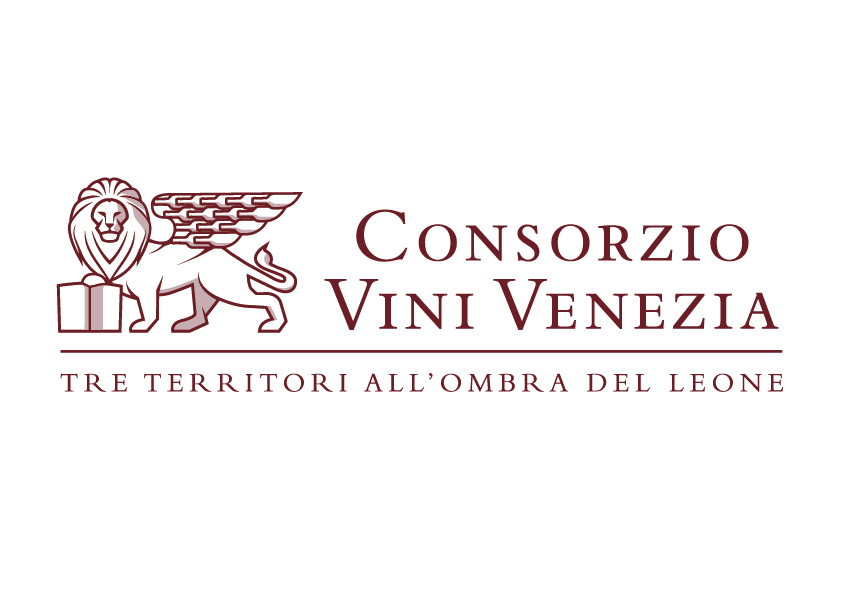 CONSORZIO
VINI VENEZIA
TRE TERRITORI ALL'OMBRA DEL LEONE